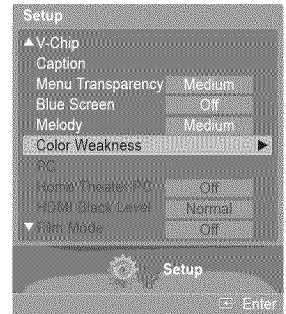 Setup
▲V-Chip
Caption
Menu Transparency Medium
Blue Screen Off
Melody Medium
Color Weakness ►
PC
Home Theater PC Off
HDMI Black Level Normal
▼Film Mode Off
Setup
Enter